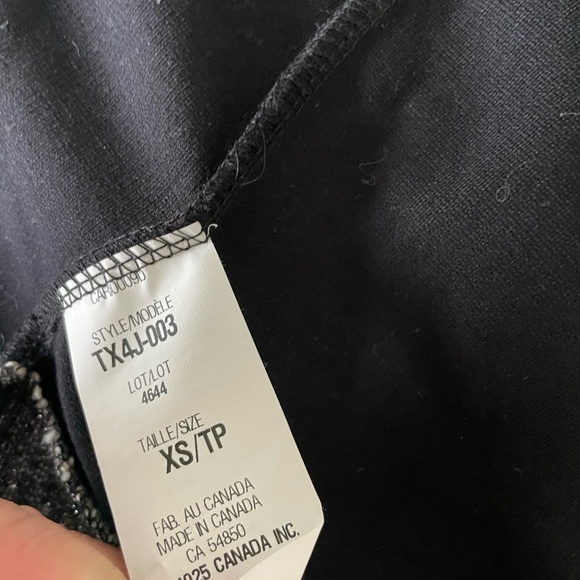 STYLE/MODÈLE
TX4J-003
LOT/LOT
4644
TAILLE/SIZE
XS/TP
FAB. AU CANADA
MADE IN CANADA
CA 54850
CANADA INC.